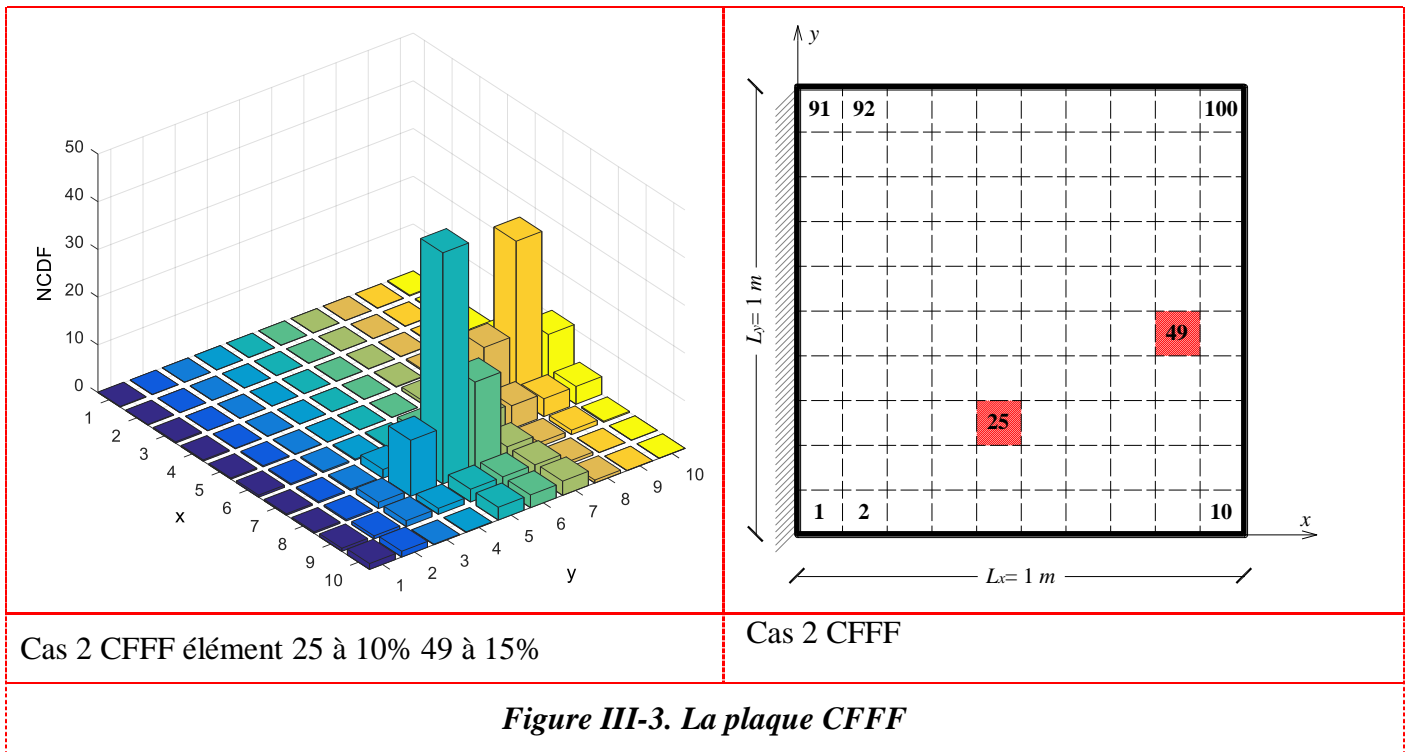 50
40
30
20
10
0
NCDF
1
2
3
4
5
6
7
8
9
10
x
1
2
3
4
5
6
7
8
9
10
y
y
91 92 100
49
25
1 2 10
x
Ly= 1 m
Lx= 1 m
Cas 2 CFFF élément 25 à 10% 49 à 15%
Cas 2 CFFF
Figure III-3. La plaque CFFF